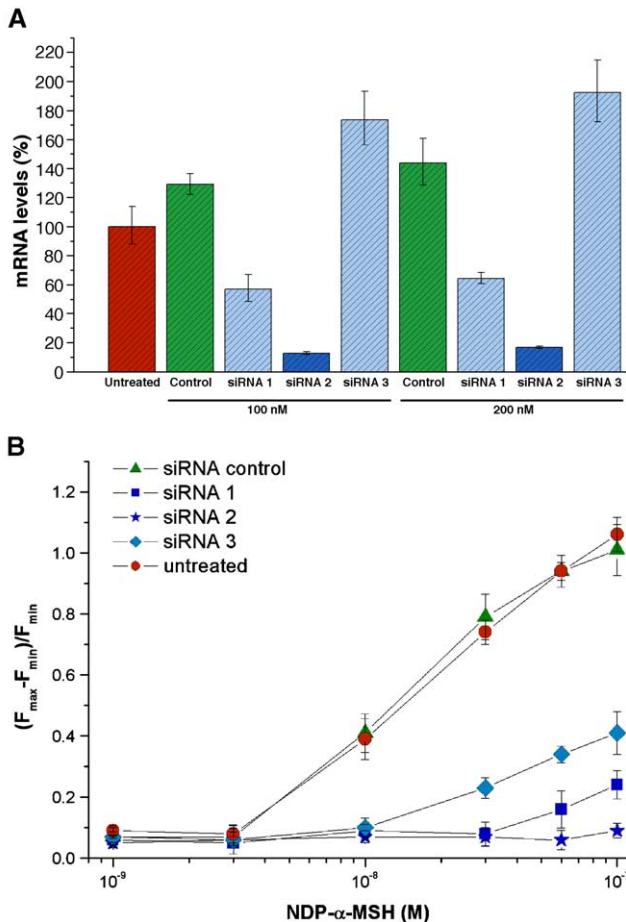 A
mRNA levels (%)
220
200
180
160
140
120
100
80
60
40
20
0
Untreated Control siRNA 1 siRNA 2 siRNA 3 Control siRNA 1 siRNA 2 siRNA 3
100 nM 200 nM
B
siRNA control
siRNA 1
siRNA 2
siRNA 3
untreated
(Fmax-Fmin)/Fmin
1.2
1.0
0.8
0.6
0.4
0.2
0.0
10-9 10-8
NDP-α-MSH (M)